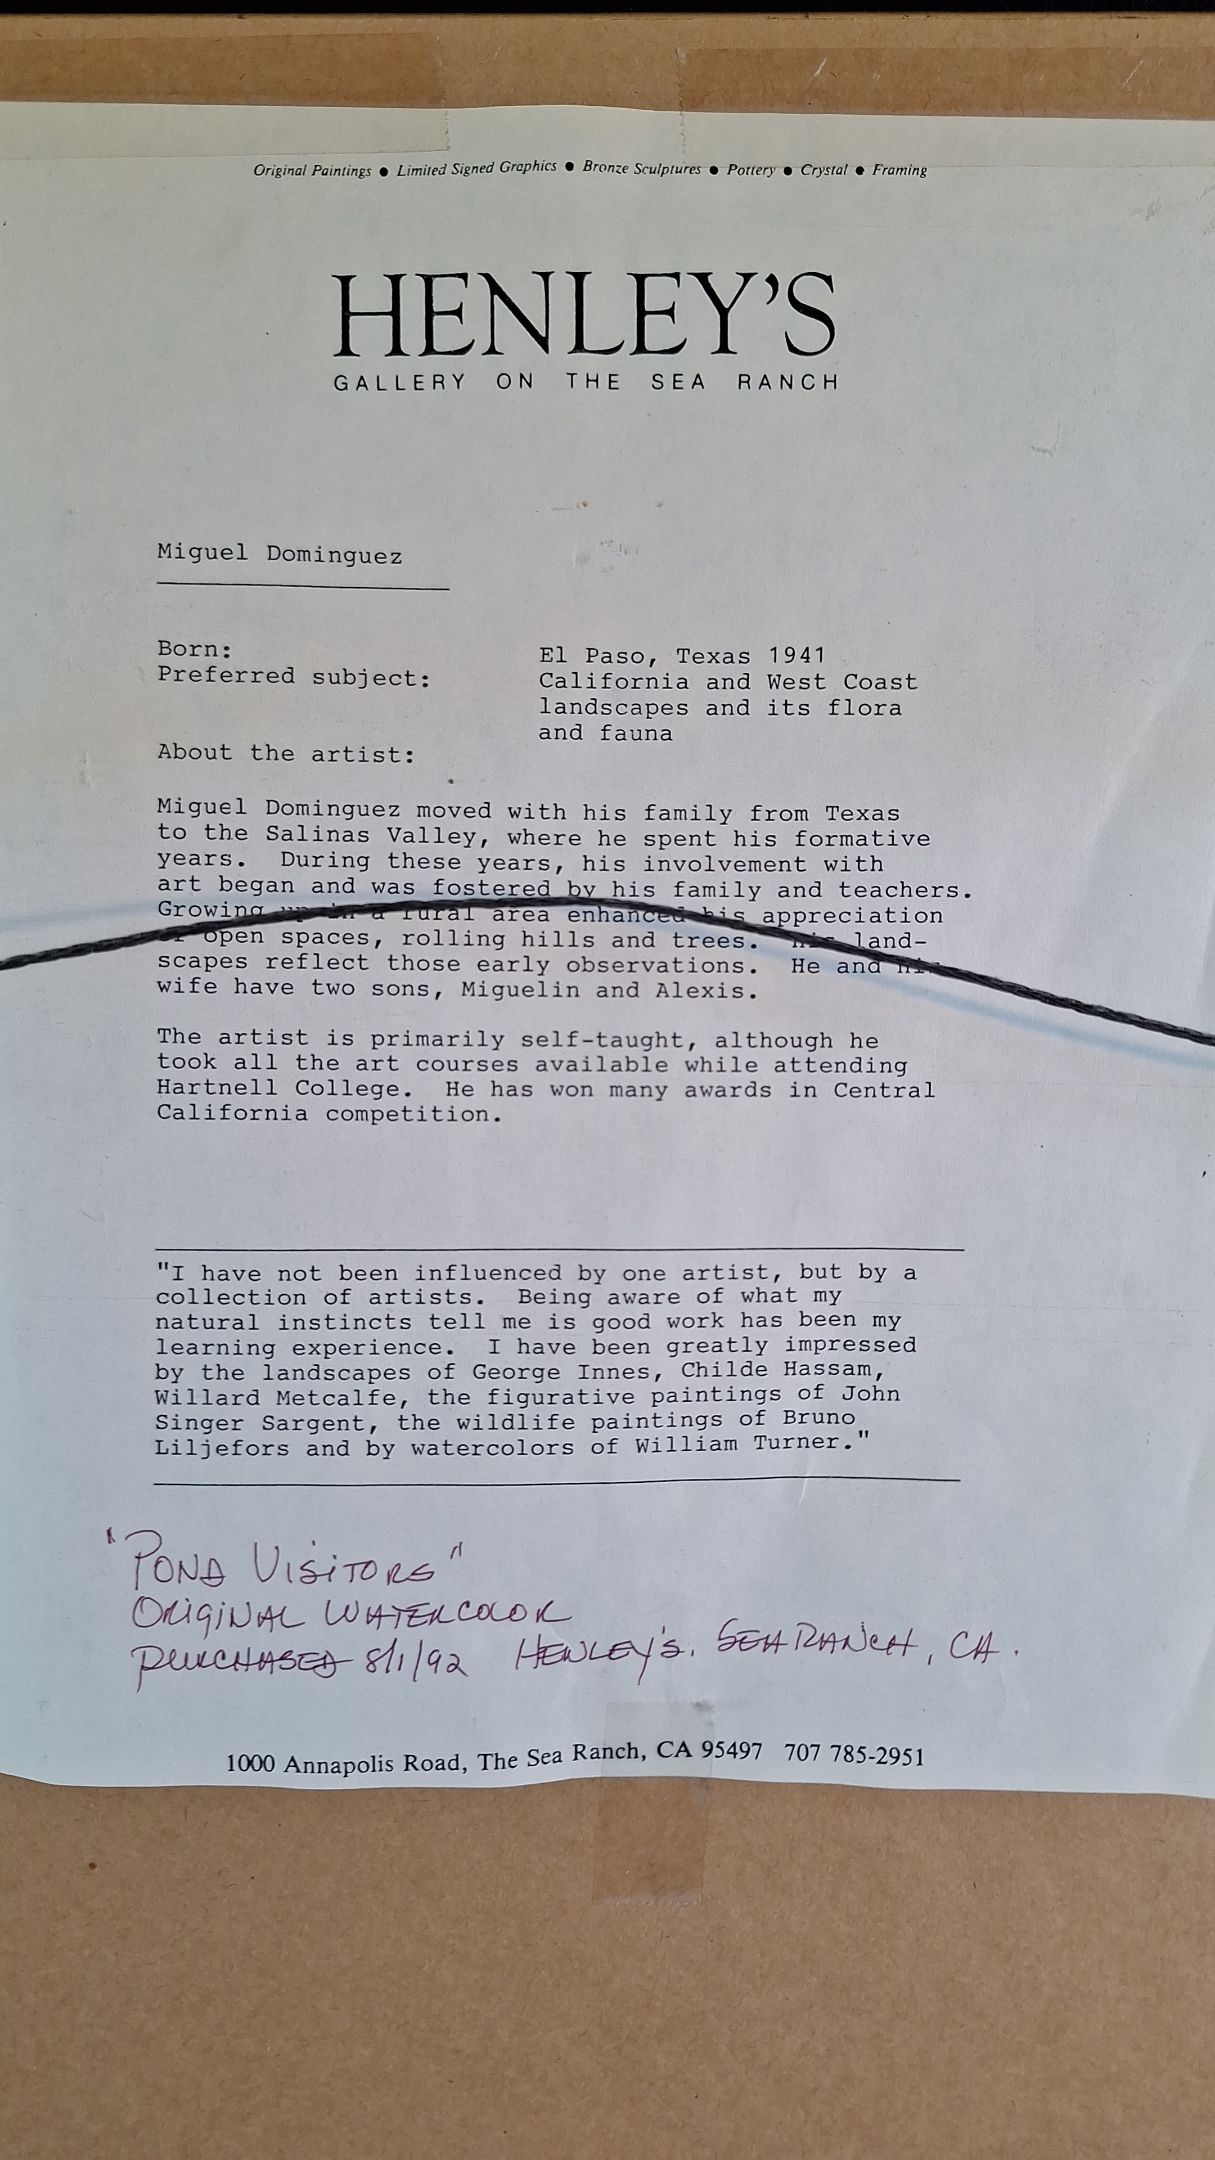 Original Paintings ● Limited Signed Graphics ● Bronze Sculptures ● Pottery ● Crystal ● Framing
HENLEY'S
GALLERY ON THE SEA RANCH
Miguel Dominguez
Born: El Paso, Texas 1941
Preferred subject: California and West Coast
landscapes and its flora
and fauna
About the artist:
Miguel Dominguez moved with his family from Texas
to the Salinas Valley, where he spent his formative
years. During these years, his involvement with
art began and was fostered by his family and teachers.
Growing up in a rural area enhanced his appreciation
of open spaces, rolling hills and trees. His land-
scapes reflect those early observations. He and his
wife have two sons, Miguelin and Alexis.
The artist is primarily self-taught, although he
took all the art courses available while attending
Hartnell College. He has won many awards in Central
California competition.
"I have not been influenced by one artist, but by a
collection of artists. Being aware of what my
natural instincts tell me is good work has been my
learning experience. I have been greatly impressed
by the landscapes of George Innes, Childe Hassam,
Willard Metcalfe, the figurative paintings of John
Singer Sargent, the wildlife paintings of Bruno
Liljefors and by watercolors of William Turner."
"POND VISITORS"
ORIGINAL WATERCOLOR
PURCHASED 8/1/92 HENLEY'S. SEA RANCH, CA.
1000 Annapolis Road, The Sea Ranch, CA 95497 707 785-2951